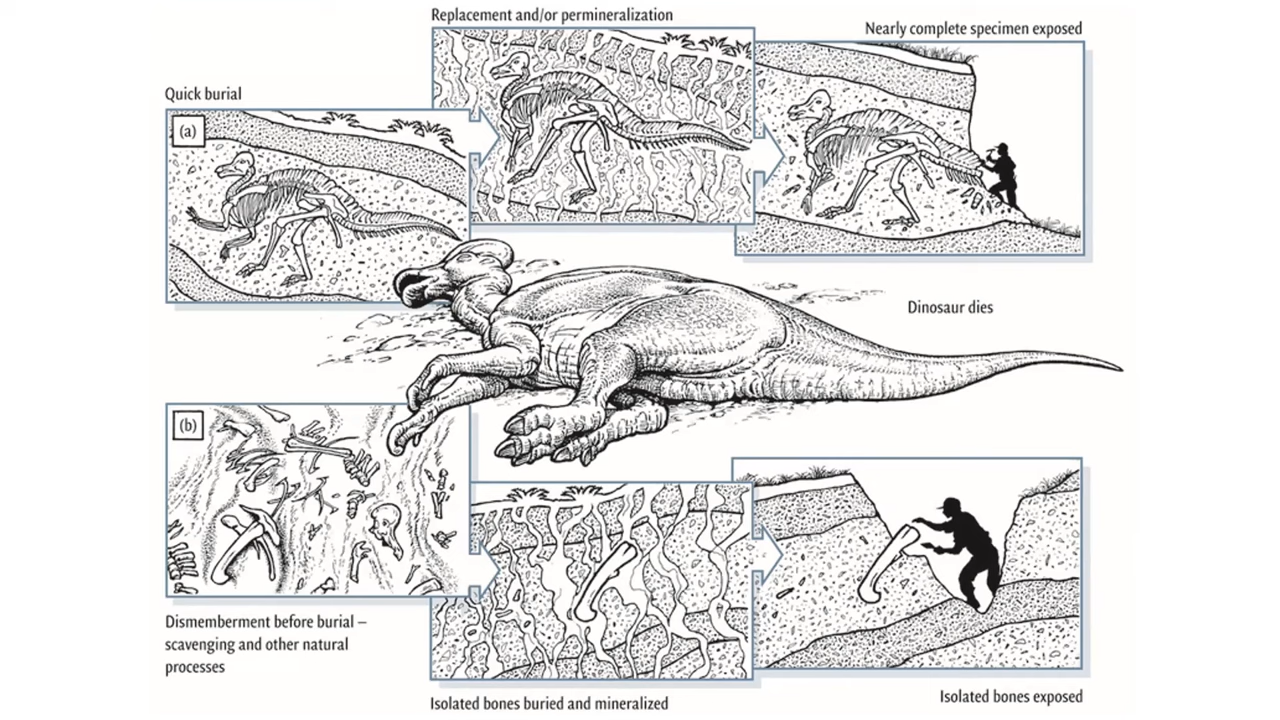 Replacement and/or permineralization
Nearly complete specimen exposed
Quick burial
(a)
Dinosaur dies
(b)
Dismemberment before burial –
scavenging and other natural
processes
Isolated bones buried and mineralized
Isolated bones exposed